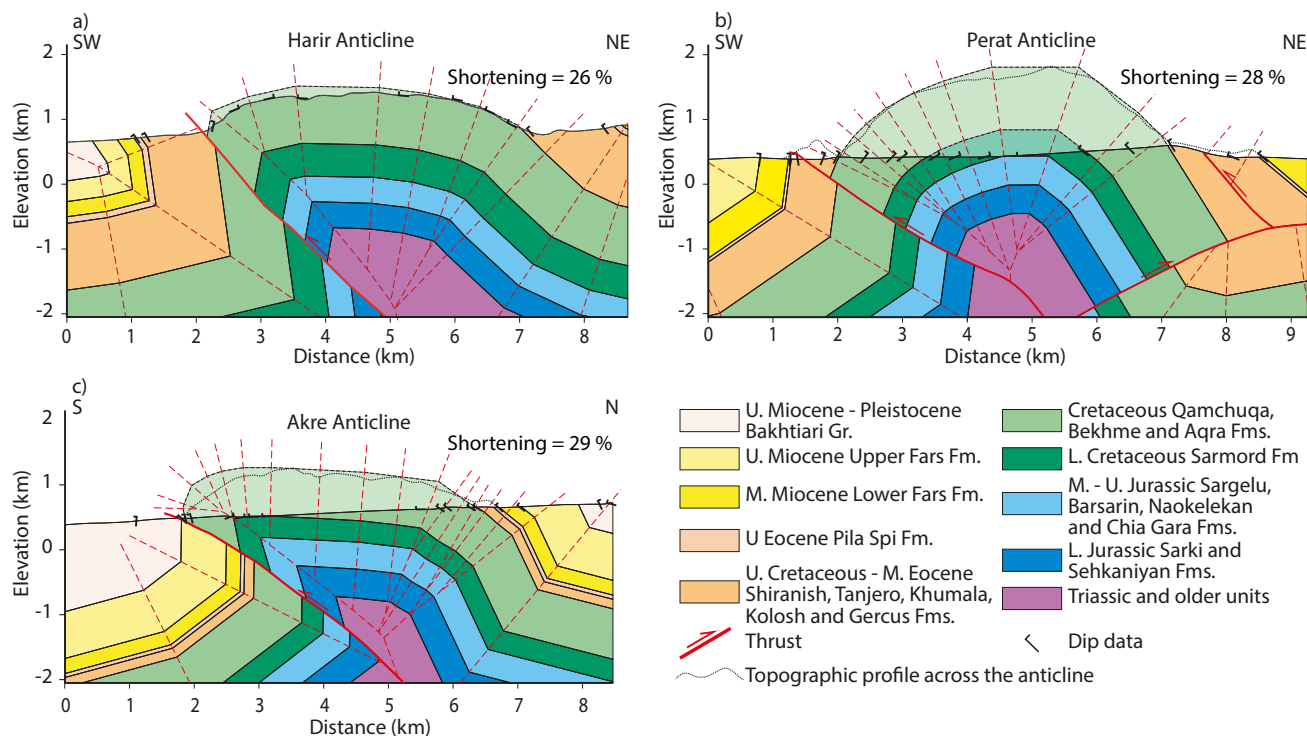 a)
SW
Harir Anticline
NE
Shortening = 26 %
Elevation (km)
2
1
0
-1
-2
0 1 2 3 4 5 6 7 8
Distance (km)
b)
SW
Perat Anticline
NE
Shortening = 28 %
Elevation (km)
2
1
0
-1
-2
0 1 2 3 4 5 6 7 8 9
Distance (km)
c)
S
Akre Anticline
N
Shortening = 29 %
Elevation (km)
2
1
0
-1
-2
0 1 2 3 4 5 6 7 8
Distance (km)
U. Miocene - Pleistocene
Bakhtiari Gr.
U. Miocene Upper Fars Fm.
M. Miocene Lower Fars Fm.
U Eocene Pila Spi Fm.
U. Cretaceous - M. Eocene
Shiranish, Tanjero, Khumala,
Kolosh and Gercus Fms.
Thrust
Topographic profile across the anticline
Cretaceous Qamchuqa,
Bekhme and Aqra Fms.
L. Cretaceous Sarmord Fm
M. - U. Jurassic Sargelu,
Barsarin, Naokelekan
and Chia Gara Fms.
L. Jurassic Sarki and
Sehkaniyan Fms.
Triassic and older units
Dip data